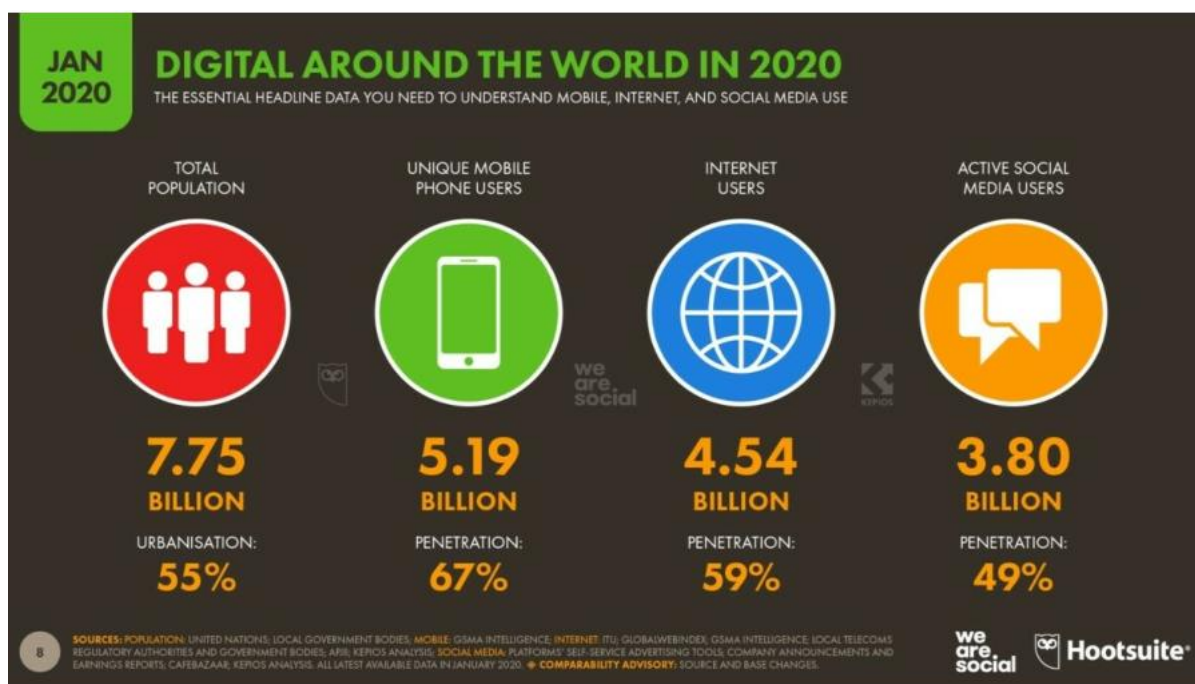 JAN
2020
DIGITAL AROUND THE WORLD IN 2020
THE ESSENTIAL HEADLINE DATA YOU NEED TO UNDERSTAND MOBILE, INTERNET, AND SOCIAL MEDIA USE
TOTAL
POPULATION
UNIQUE MOBILE
PHONE USERS
INTERNET
USERS
ACTIVE SOCIAL
MEDIA USERS
we
are
social
KEPIOS
7.75
BILLION
URBANISATION:
55%
5.19
BILLION
PENETRATION:
67%
4.54
BILLION
PENETRATION:
59%
3.80
BILLION
PENETRATION:
49%
8
SOURCES: POPULATION: UNITED NATIONS; LOCAL GOVERNMENT BODIES; MOBILE: GSMA INTELLIGENCE; INTERNET: ITU; GLOBALWEBINDEX; GSMA INTELLIGENCE; LOCAL TELECOMS
REGULATORY AUTHORITIES AND GOVERNMENT BODIES; APJII; KEPIOS ANALYSIS; SOCIAL MEDIA: PLATFORMS' SELF-SERVICE ADVERTISING TOOLS; COMPANY ANNOUNCEMENTS AND
EARNINGS REPORTS; CAFEBAZAAR; KEPIOS ANALYSIS. ALL LATEST AVAILABLE DATA IN JANUARY 2020. COMPARABILITY ADVISORY: SOURCE AND BASE CHANGES.
we
are
social
Hootsuite®